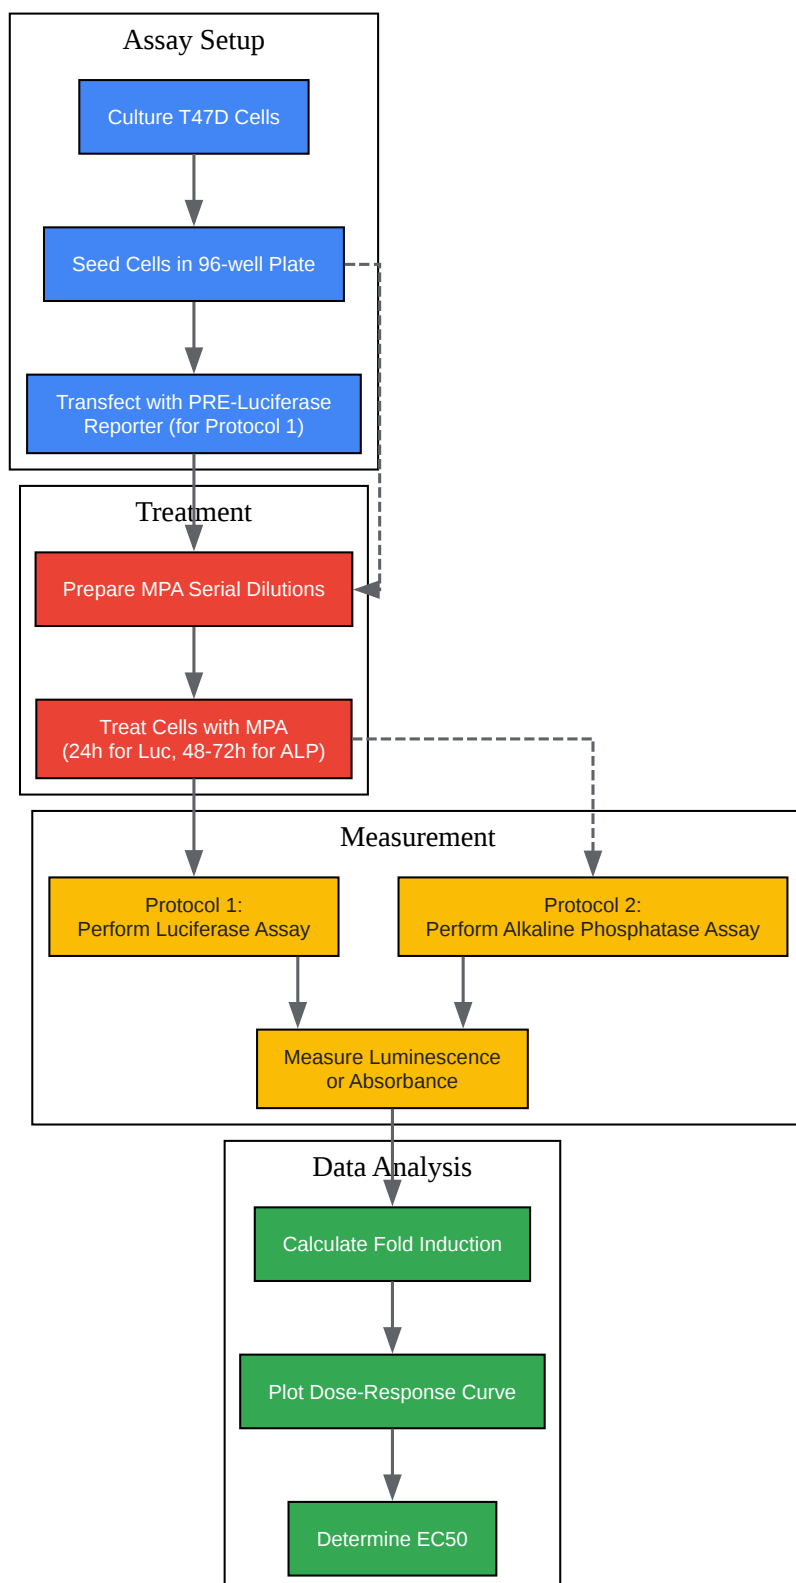 Assay Setup
Culture T47D Cells
Seed Cells in 96-well Plate
Transfect with PRE-Luciferase
Reporter (for Protocol 1)
Treatment
Prepare MPA Serial Dilutions
Treat Cells with MPA
(24h for Luc, 48-72h for ALP)
Measurement
Protocol 1:
Perform Luciferase Assay
Protocol 2:
Perform Alkaline Phosphatase Assay
Measure Luminescence
or Absorbance
Data Analysis
Calculate Fold Induction
Plot Dose-Response Curve
Determine EC50